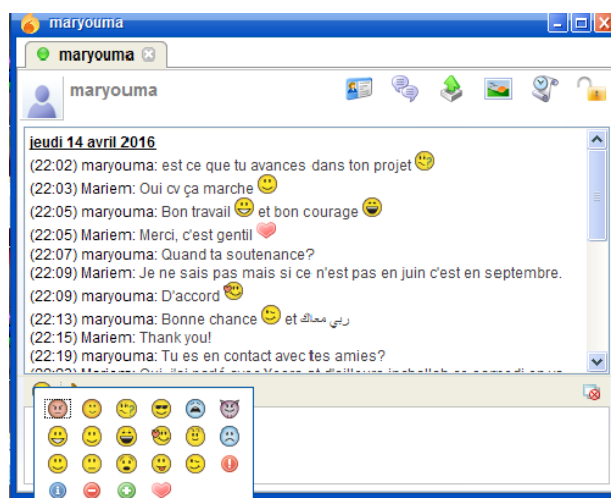 maryouma
maryouma
maryouma
jeudi 14 avril 2016
(22:02) maryouma: est ce que tu avances dans ton projet
(22:03) Mariem: Oui cv ça marche
(22:05) maryouma: Bon travail et bon courage
(22:05) Mariem: Merci, c'est gentil
(22:07) maryouma: Quand ta soutenance?
(22:09) Mariem: Je ne sais pas mais si ce n'est pas en juin c'est en septembre.
(22:09) maryouma: D'accord
(22:13) maryouma: Bonne chance et ربي معاك
(22:15) Mariem: Thank you!
(22:19) maryouma: Tu es en contact avec tes amies?